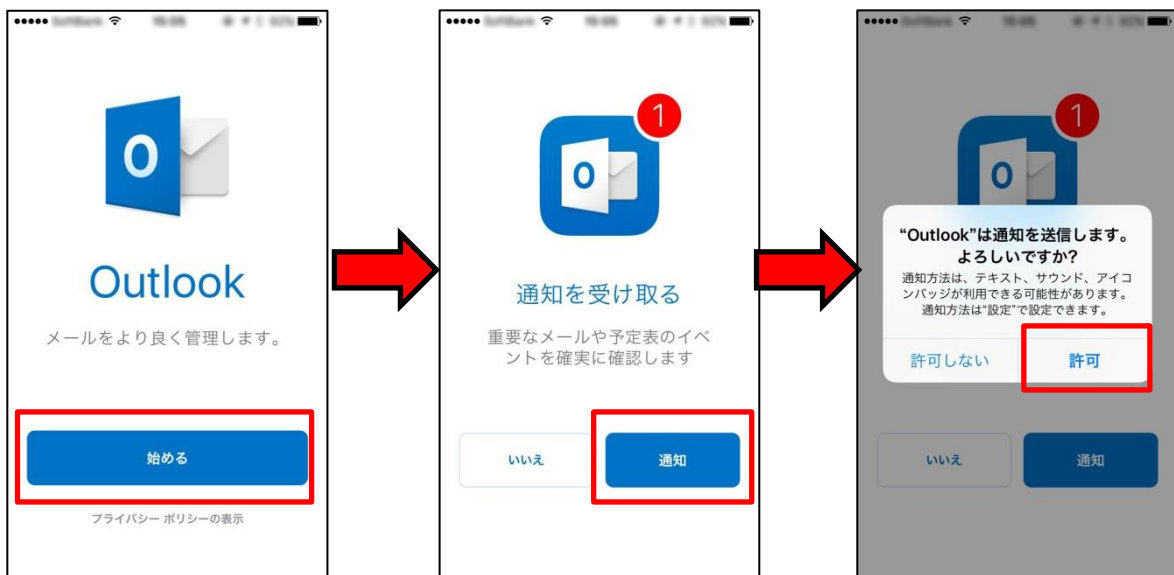 O
Outlook
メールをより良く管理します。
始める
プライバシー ポリシーの表示
1
O
通知を受け取る
重要なメールや予定表のイベ
ントを確実に確認します
いいえ
通知
1
O
“Outlook”は通知を送信します。
よろしいですか?
通知方法は、テキスト、サウンド、アイコ
ンバッジが利用できる可能性があります。
通知方法は“設定”で設定できます。
許可しない
許可
いいえ
通知